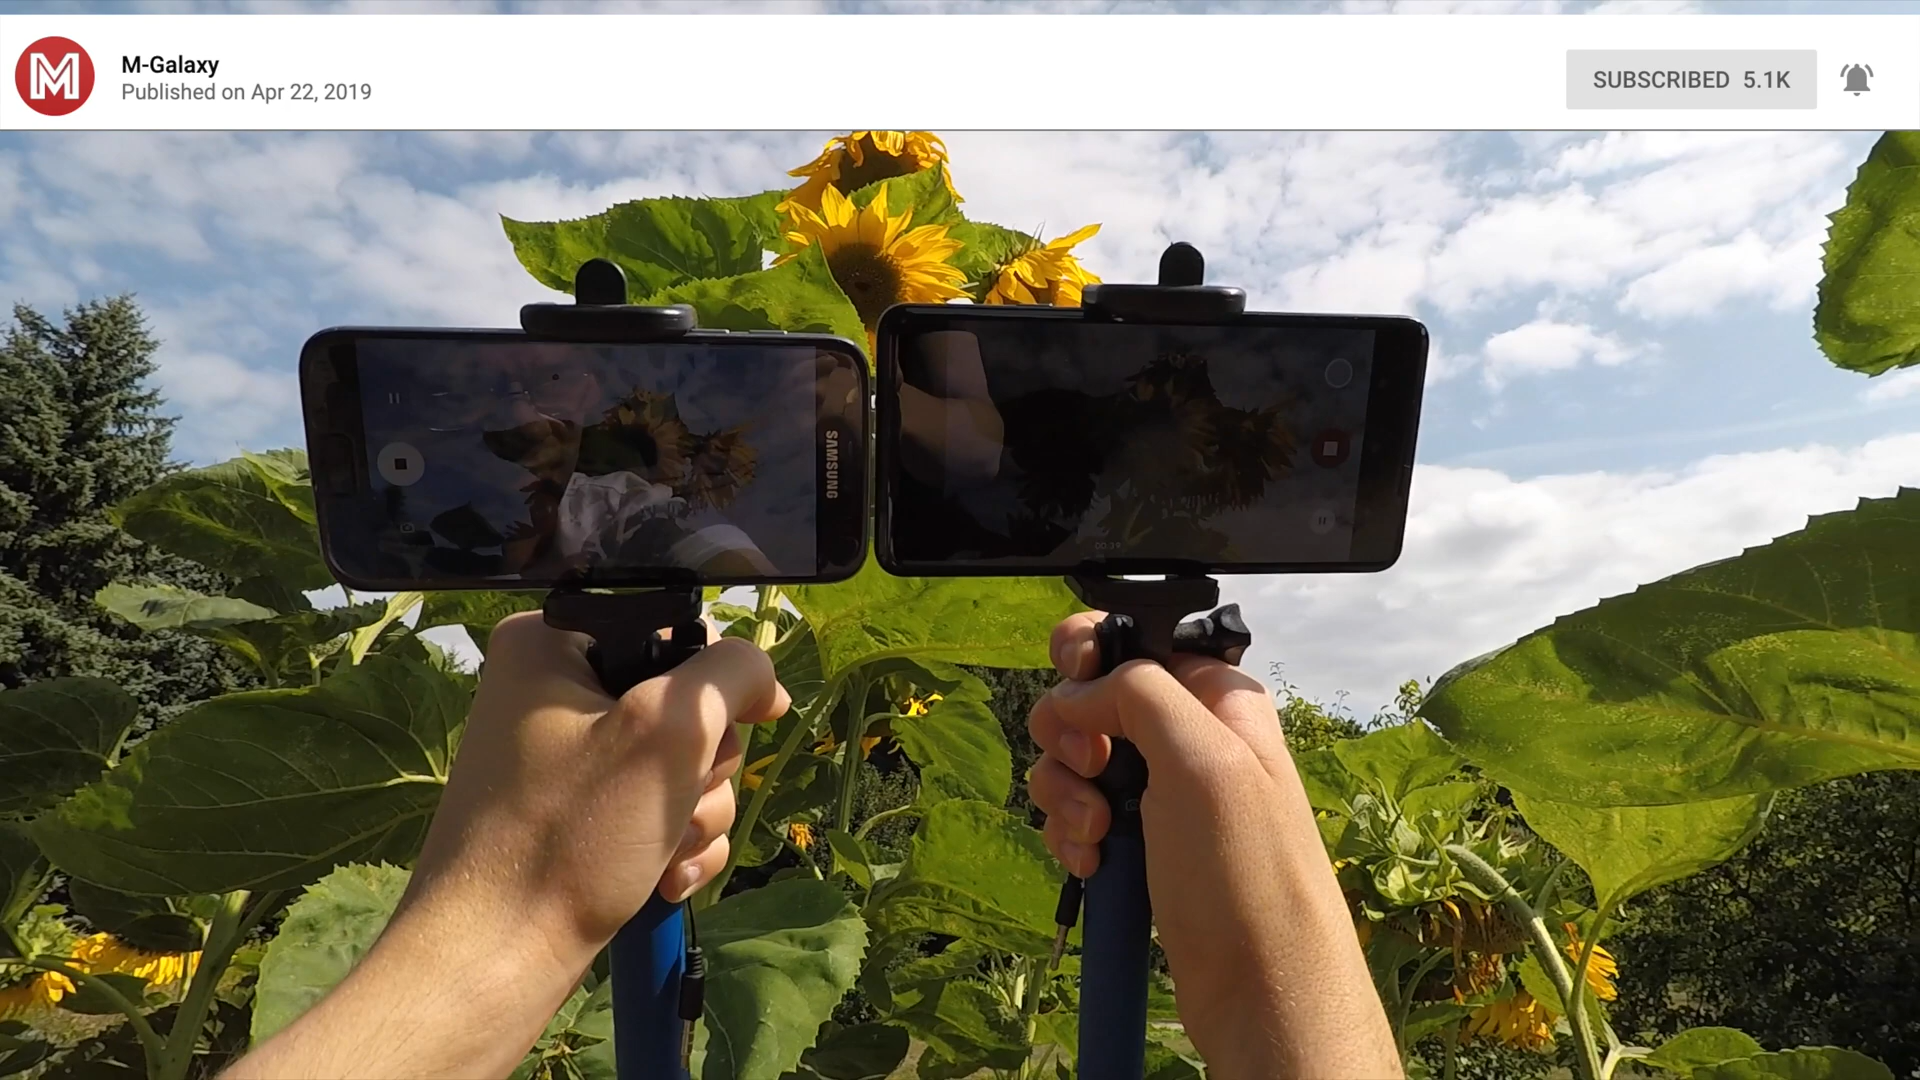 M
M-Galaxy
Published on Apr 22, 2019
SUBSCRIBED 5.1K
SAMSUNG